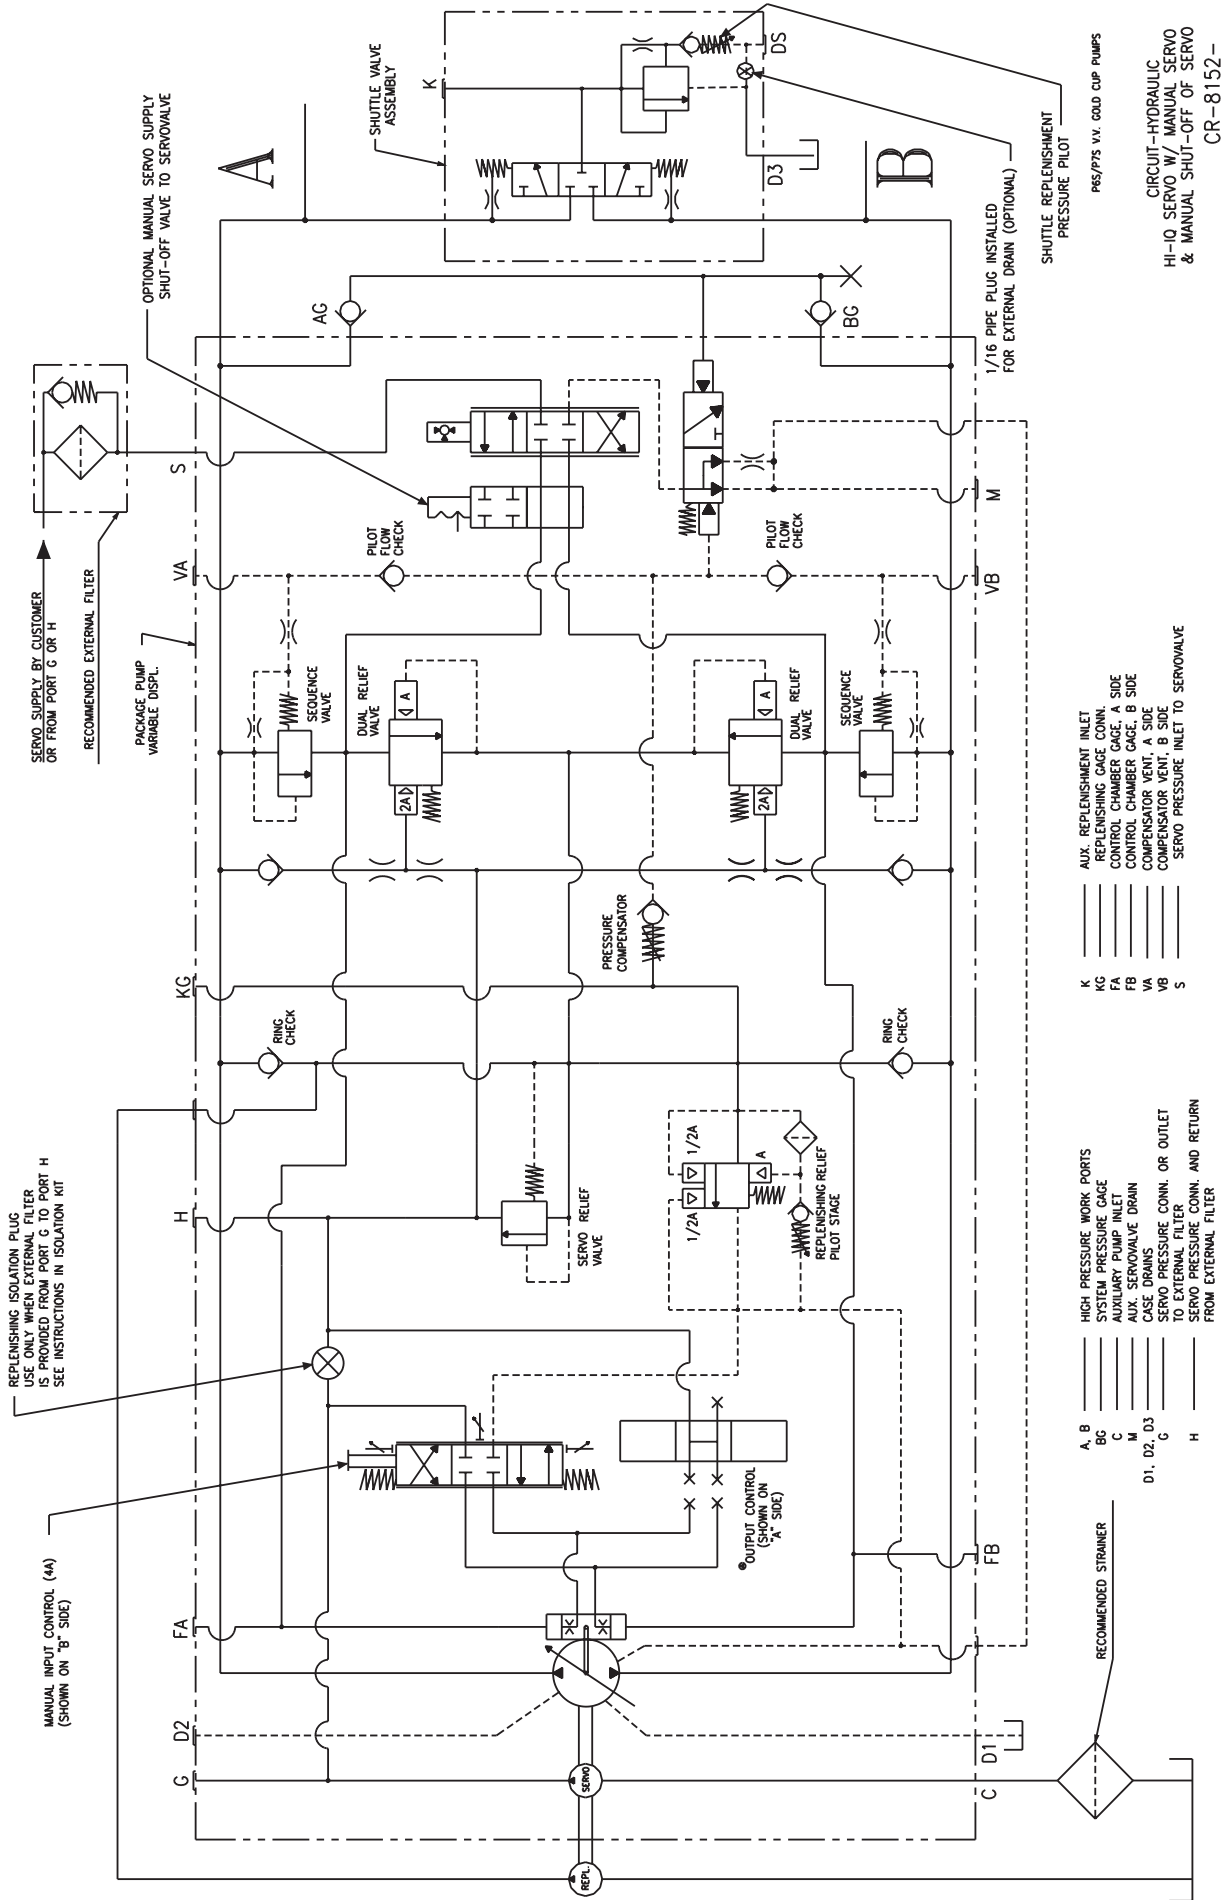 A
B
SHUTTLE VALVE
ASSEMBLY
K
DS
D3
OPTIONAL MANUAL SERVO SUPPLY
SHUT-OFF VALVE TO SERVOVALVE
AG
BG
1/16 PIPE PLUG INSTALLED
FOR EXTERNAL DRAIN (OPTIONAL)
SHUTTLE REPLENISHMENT
PRESSURE PILOT
P6S/P7S V.V. GOLD CUP PUMPS
CIRCUIT-HYDRAULIC
HI-IQ SERVO W/ MANUAL SERVO
& MANUAL SHUT-OFF OF SERVO
CR-8152-
SERVO SUPPLY BY CUSTOMER
OR FROM PORT G OR H
RECOMMENDED EXTERNAL FILTER
PACKAGE PUMP
VARIABLE DISPL.
S
M
VA
VB
PILOT
FLOW
CHECK
PILOT
FLOW
CHECK
SEQUENCE
VALVE
DUAL RELIEF
VALVE
A
2A
DUAL RELIEF
VALVE
A
2A
SEQUENCE
VALVE
PRESSURE
COMPENSATOR
KG
RING
CHECK
RING
CHECK
REPLENISHING ISOLATION PLUG
USE ONLY WHEN EXTERNAL FILTER
IS PROVIDED FROM PORT G TO PORT H
SEE INSTRUCTIONS IN ISOLATION KIT
H
SERVO RELIEF
VALVE
1/2A
1/2A
A
REPLENISHING RELIEF
PILOT STAGE
MANUAL INPUT CONTROL (4A)
(SHOWN ON "B" SIDE)
OUTPUT CONTROL
(SHOWN ON
"A" SIDE)
FA
FB
D2
D1
G
C
SERVO
REPL.
RECOMMENDED STRAINER
A, B HIGH PRESSURE WORK PORTS
BG SYSTEM PRESSURE GAGE
C AUXILIARY PUMP INLET
M AUX. SERVOVALVE DRAIN
D1, D2, D3 CASE DRAINS
G SERVO PRESSURE CONN. OR OUTLET
TO EXTERNAL FILTER
H SERVO PRESSURE CONN. AND RETURN
FROM EXTERNAL FILTER
K AUX. REPLENISHMENT INLET
KG REPLENISHING GAGE CONN.
FA CONTROL CHAMBER GAGE, A SIDE
FB CONTROL CHAMBER GAGE, B SIDE
VA COMPENSATOR VENT, A SIDE
VB COMPENSATOR VENT, B SIDE
S SERVO PRESSURE INLET TO SERVOVALVE